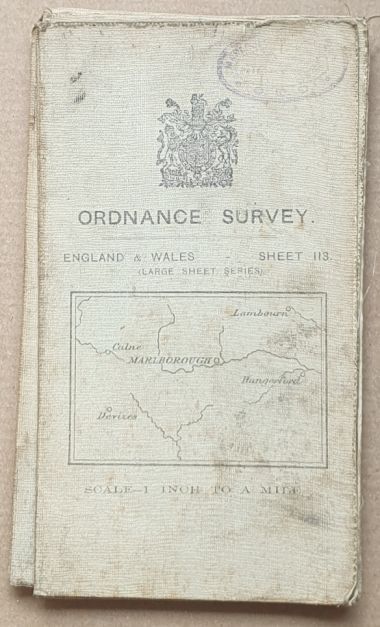 ORDNANCE SURVEY.
ENGLAND & WALES - SHEET 113.
(LARGE SHEET SERIES)
Lambourn
Calne
MARLBOROUGH
Hungerford
Devizes
SCALE—1 INCH TO A MILE